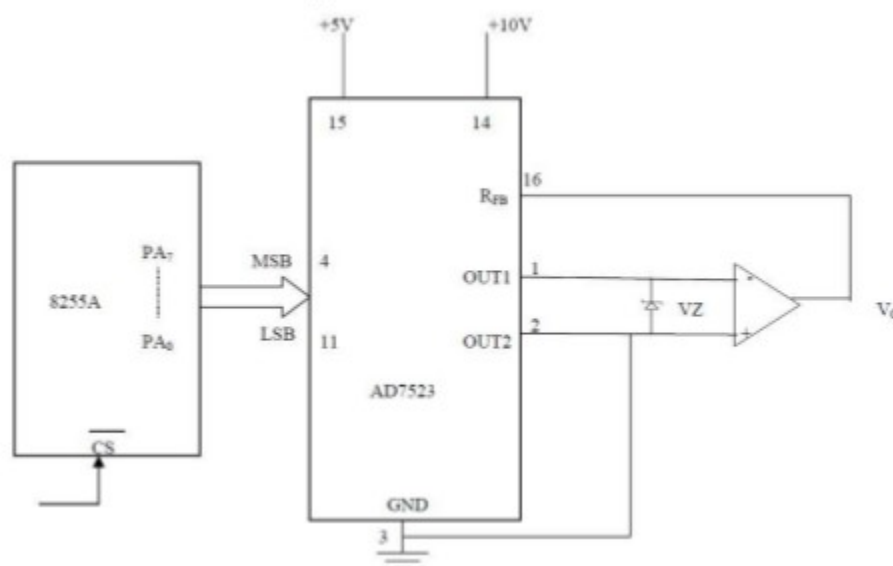 +5V
+10V
15
14
16
R_FB
PA₇
MSB
4
OUT1
1
-
8255A
VZ
V
LSB
2
PA₀
11
OUT2
+
AD7523
CS
GND
3